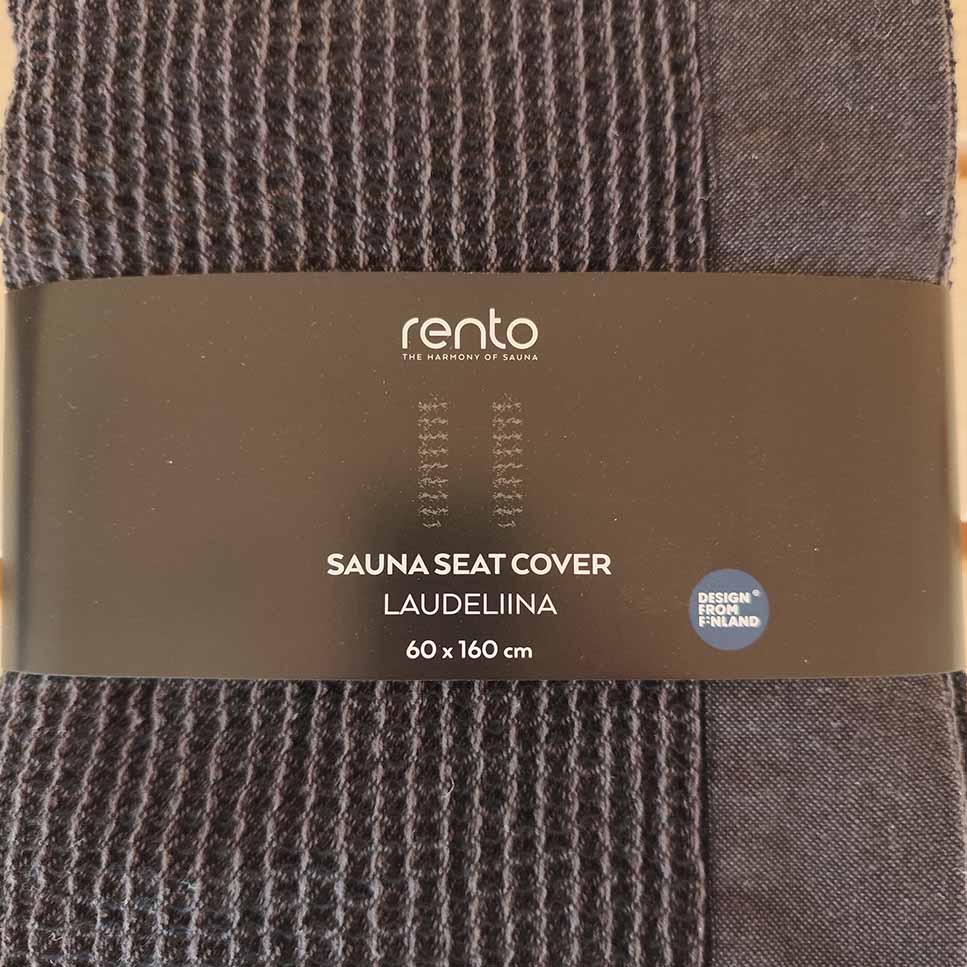 rento
THE HARMONY OF SAUNA
SAUNA SEAT COVER
LAUDELIINA
60 x 160 cm
DESIGN®
FROM
FINLAND